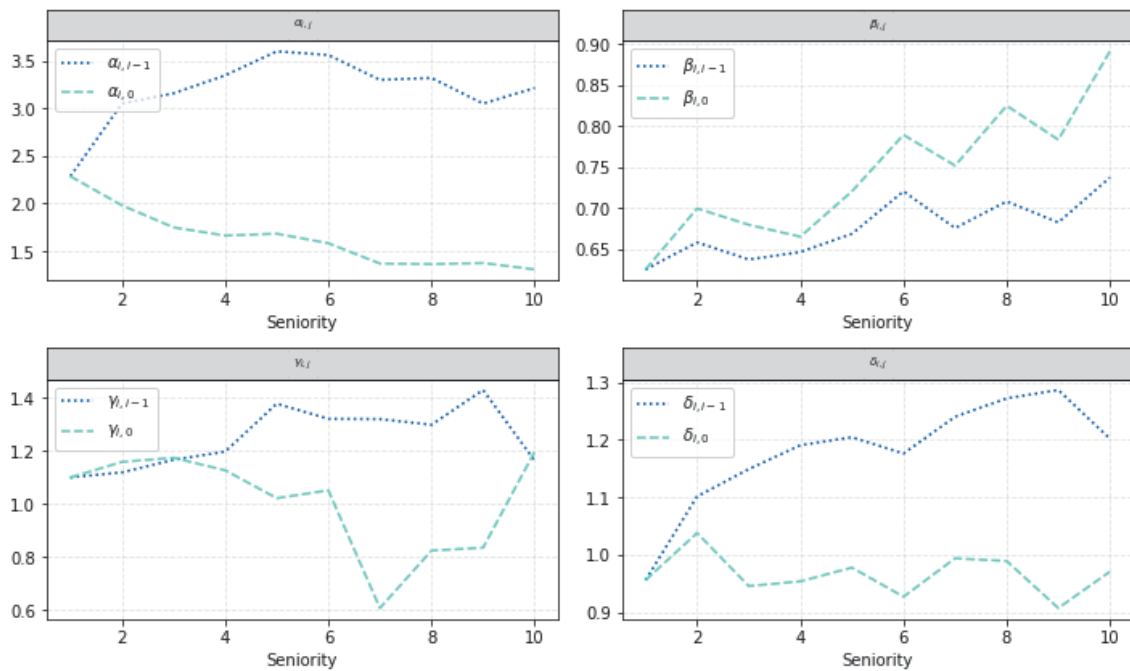 α_{i,j}
3.5
3.0
2.5
2.0
1.5
α_{i,i−1}
α_{i,0}
2 4 6 8 10
Seniority
β_{i,j}
0.90
0.85
0.80
0.75
0.70
0.65
β_{i,i−1}
β_{i,0}
2 4 6 8 10
Seniority
γ_{i,j}
1.4
1.2
1.0
0.8
0.6
γ_{i,i−1}
γ_{i,0}
2 4 6 8 10
Seniority
δ_{i,j}
1.3
1.2
1.1
1.0
0.9
δ_{i,i−1}
δ_{i,0}
2 4 6 8 10
Seniority